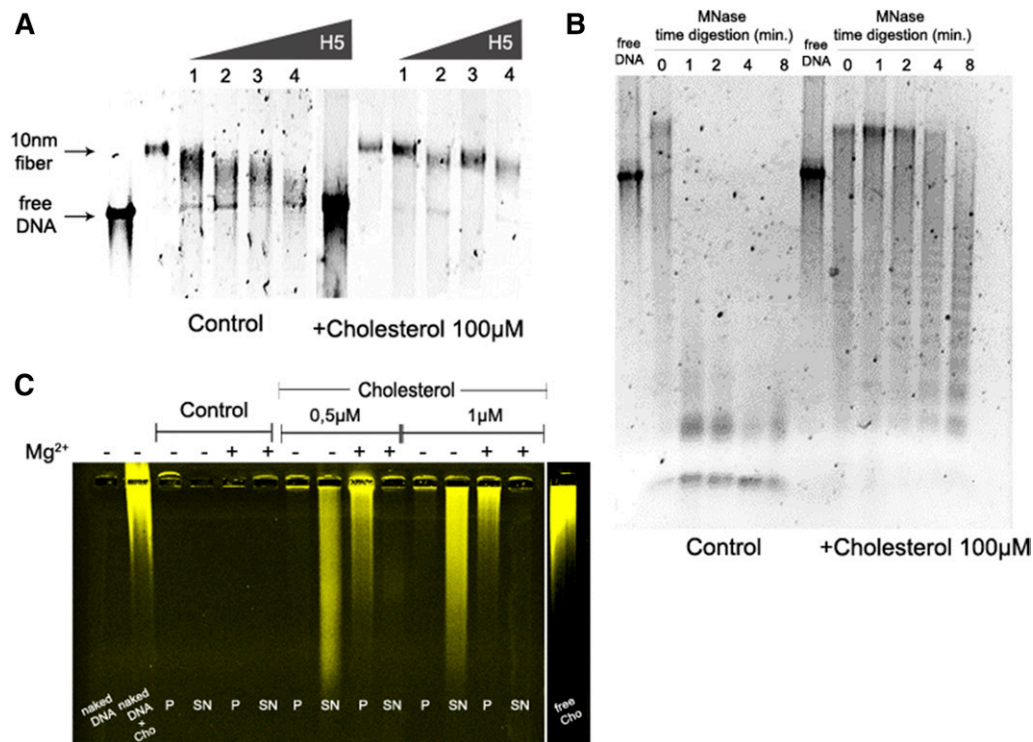 A
H5
H5
1 2 3 4
1 2 3 4
10nm
fiber
free
DNA
Control
+Cholesterol 100µM
B
MNase
time digestion (min.)
MNase
time digestion (min.)
free
DNA
0 1 2 4 8
free
DNA
0 1 2 4 8
Control
+Cholesterol 100µM
C
Cholesterol
Control
0,5µM
1µM
Mg²⁺
- - - - + + - - + + - - + +
naked
DNA
naked
DNA
+
Cho
P SN P SN P SN P SN P SN P SN
free
Cho